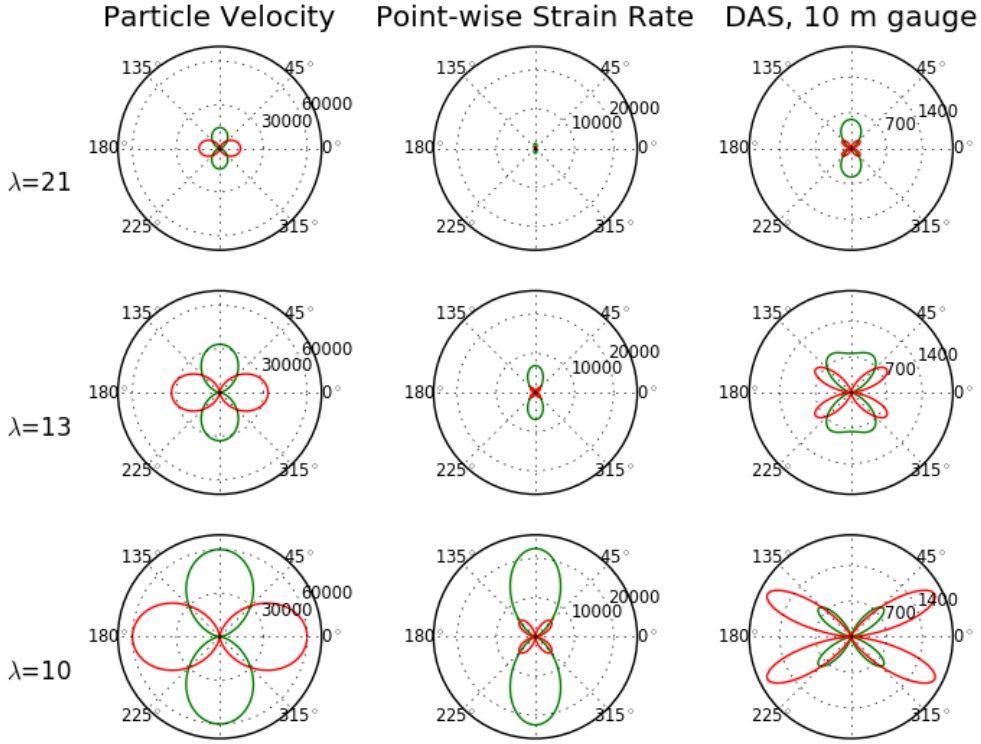 Particle Velocity Point-wise Strain Rate DAS, 10 m gauge
135° 45° 135° 45° 135° 45°
60000 20000 1400
30000 10000 700
180° 0° 180° 0° 180° 0°
λ=21
225° 315° 225° 315° 225° 315°
135° 45° 135° 45° 135° 45°
60000 20000 1400
30000 10000 700
180° 0° 180° 0° 180° 0°
λ=13
225° 315° 225° 315° 225° 315°
135° 45° 135° 45° 135° 45°
60000 20000 1400
30000 10000 700
180° 0° 180° 0° 180° 0°
λ=10
225° 315° 225° 315° 225° 315°